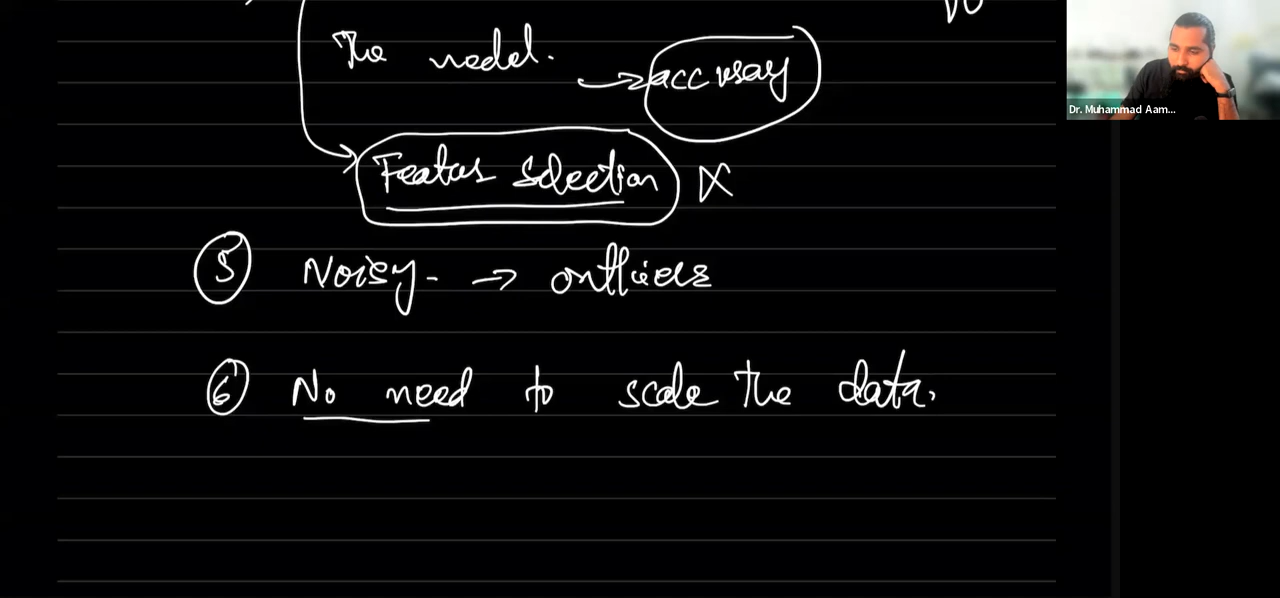 The model. → accuracy
Feature Selection X
5 Noisy - → outliers
6 No need to scale the data.
Dr. Muhammad Aam...